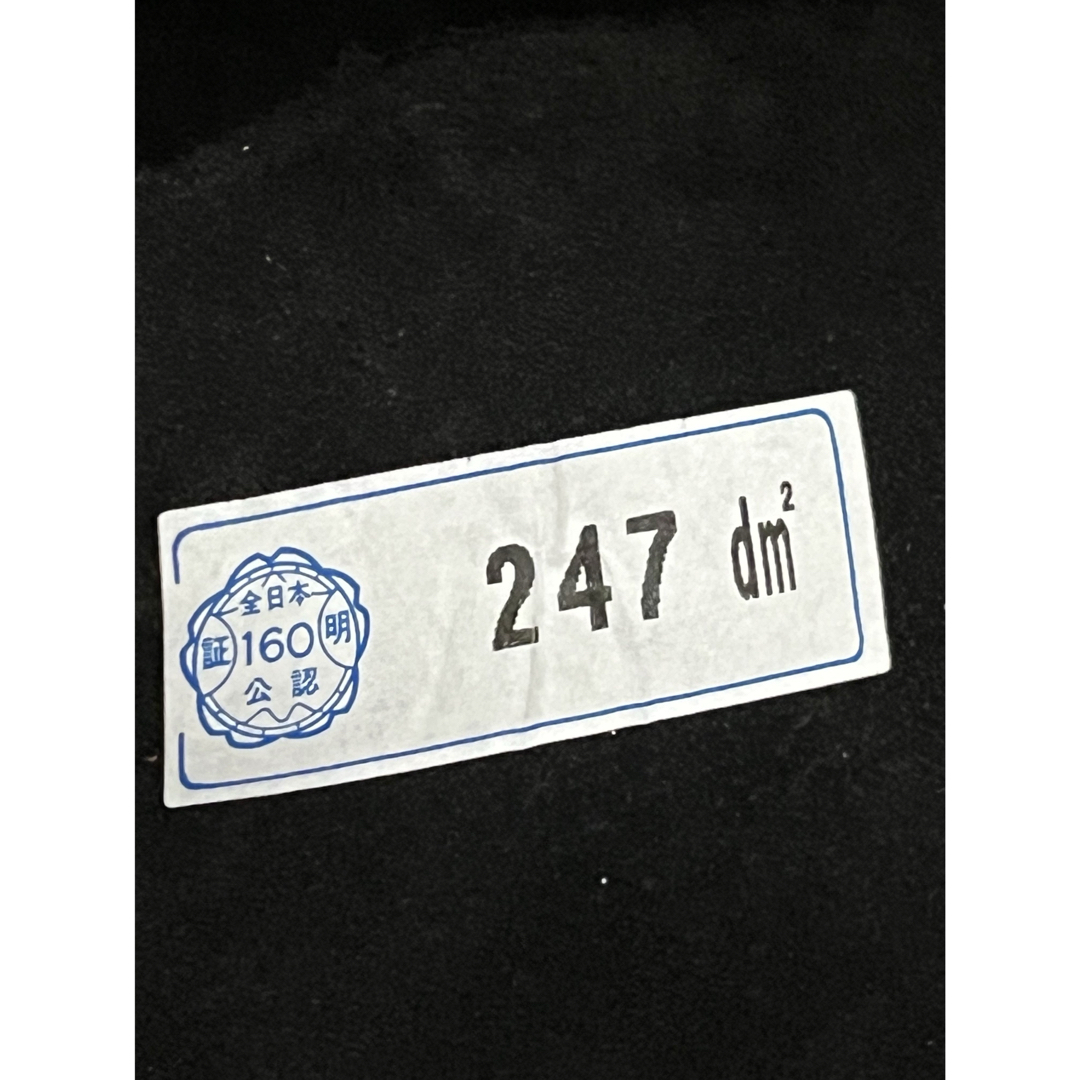 全日本
証 160 明
公認
247 dm²